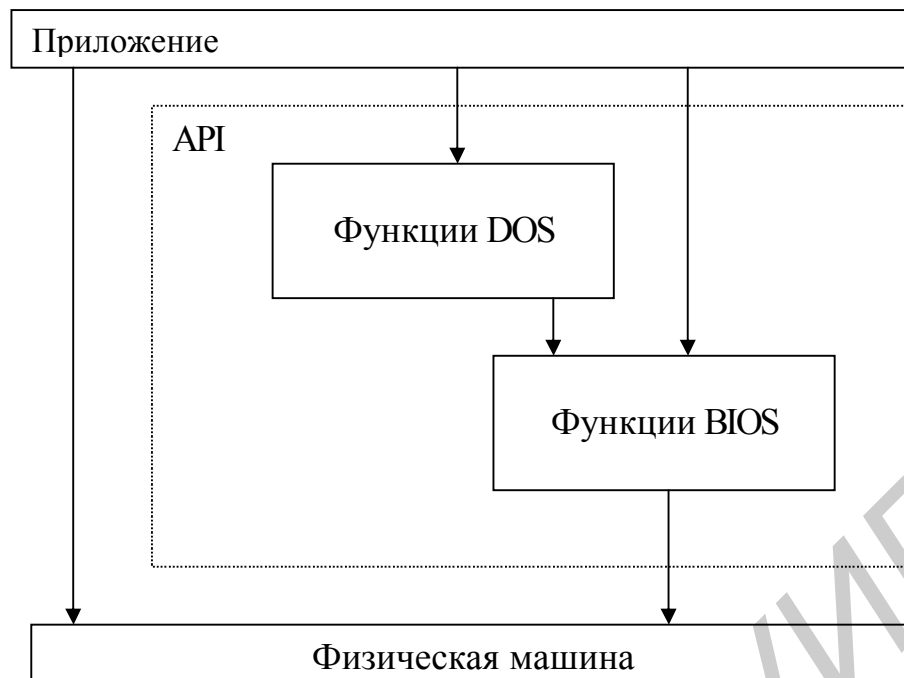 Приложение
API
Функции DOS
Функции BIOS
Физическая машина